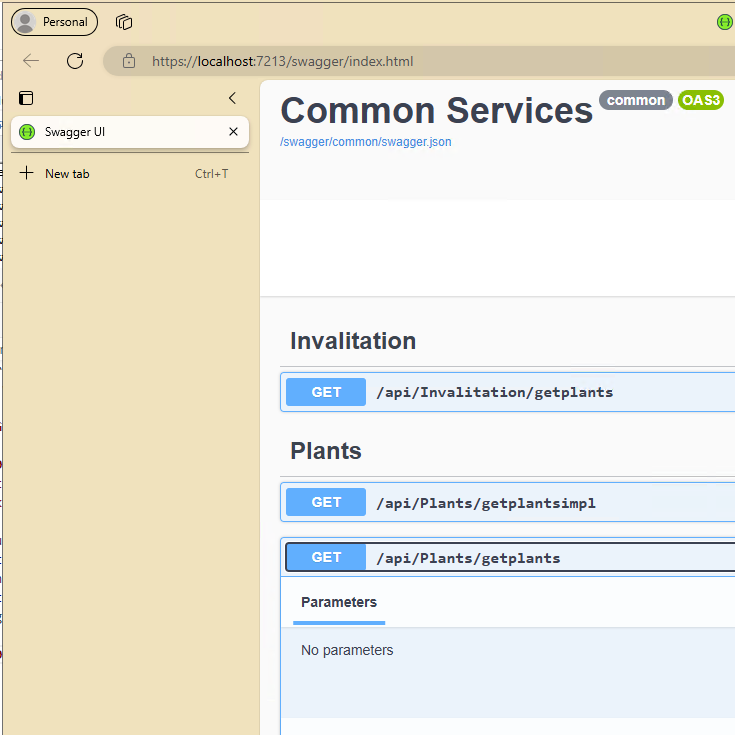 Personal
https://localhost:7213/swagger/index.html
Swagger UI
New tab
Ctrl+T
Common Services
common
OAS3
/swagger/common/swagger.json
Invalitation
GET
/api/Invalitation/getplants
Plants
GET
/api/Plants/getplantsimpl
GET
/api/Plants/getplants
Parameters
No parameters